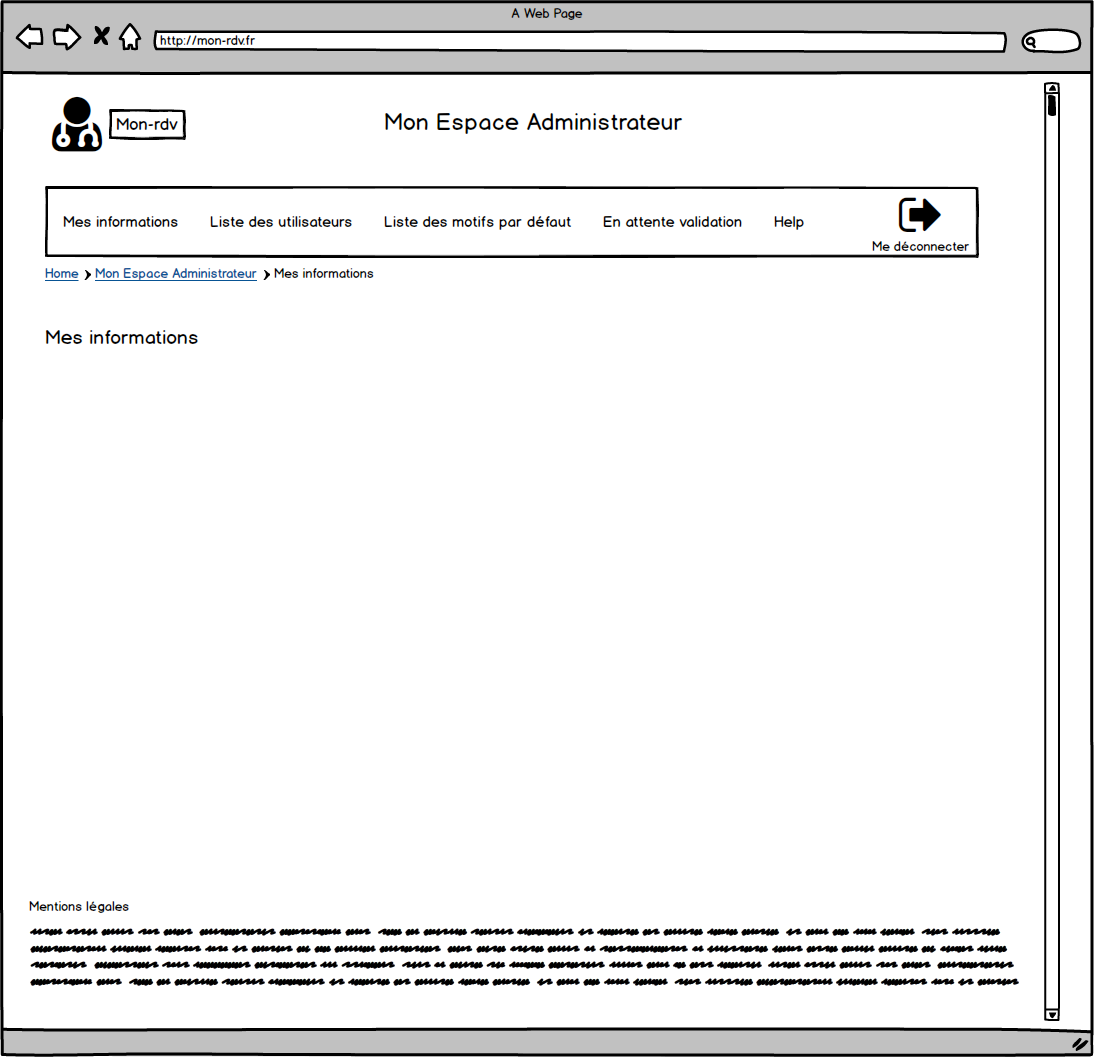 A Web Page
http://mon-rdv.fr
Mon-rdv
Mon Espace Administrateur
Mes informations Liste des utilisateurs Liste des motifs par défaut En attente validation Help
Me déconnecter
Home Mon Espace Administrateur Mes informations
Mes informations
Mentions légales